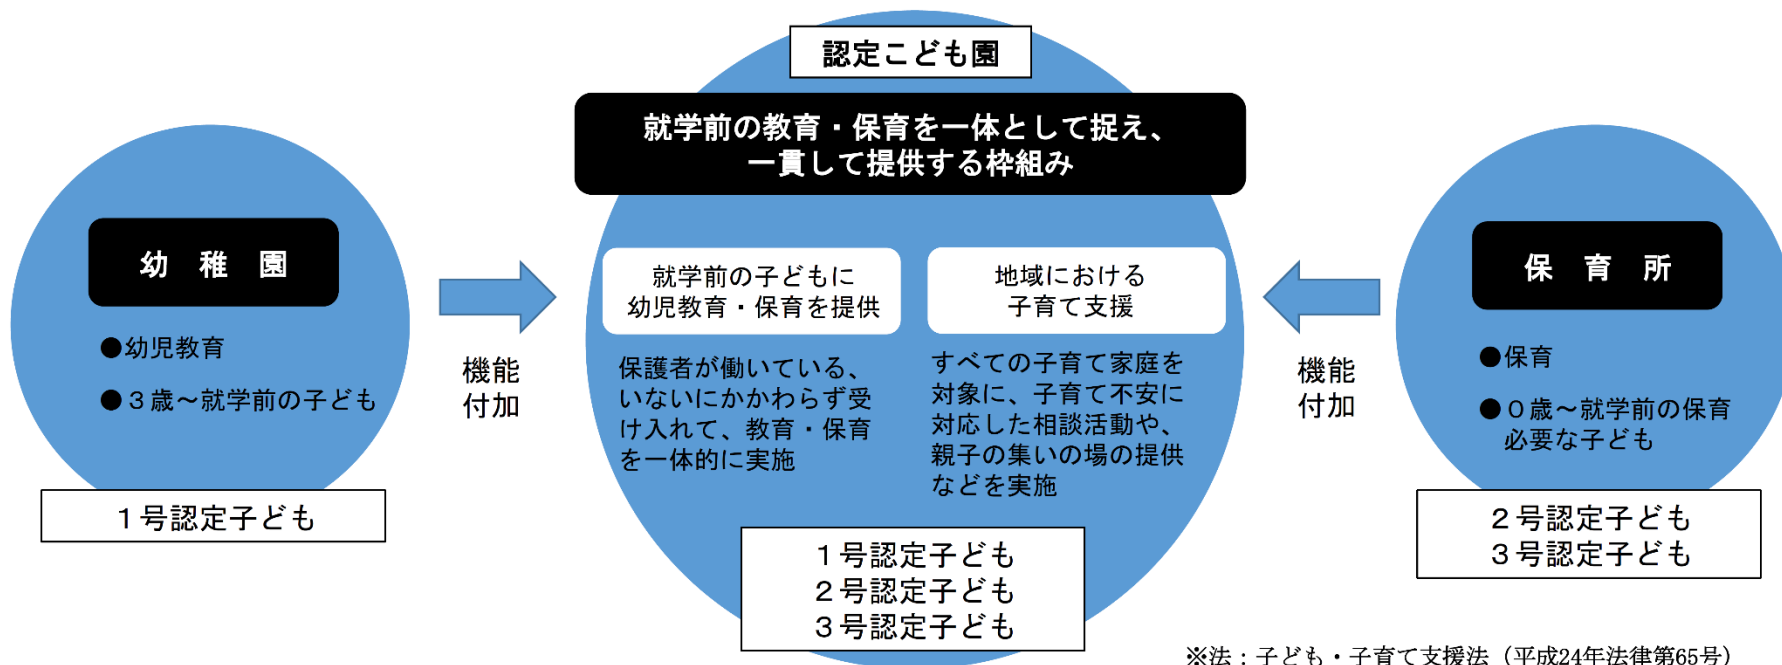 認定こども園
就学前の教育・保育を一体として捉え、
一貫して提供する枠組み
幼稚園
●幼児教育
●３歳～就学前の子ども
１号認定子ども
機能
付加
就学前の子どもに
幼児教育・保育を提供
保護者が働いている、
いないにかかわらず受
け入れて、教育・保育
を一体的に実施
地域における
子育て支援
すべての子育て家庭を
対象に、子育て不安に
対応した相談活動や、
親子の集いの場の提供
などを実施
１号認定子ども
２号認定子ども
３号認定子ども
機能
付加
保育所
●保育
●０歳～就学前の保育
必要な子ども
２号認定子ども
３号認定子ども
※法：子ども・子育て支援法（平成24年法律第65号）